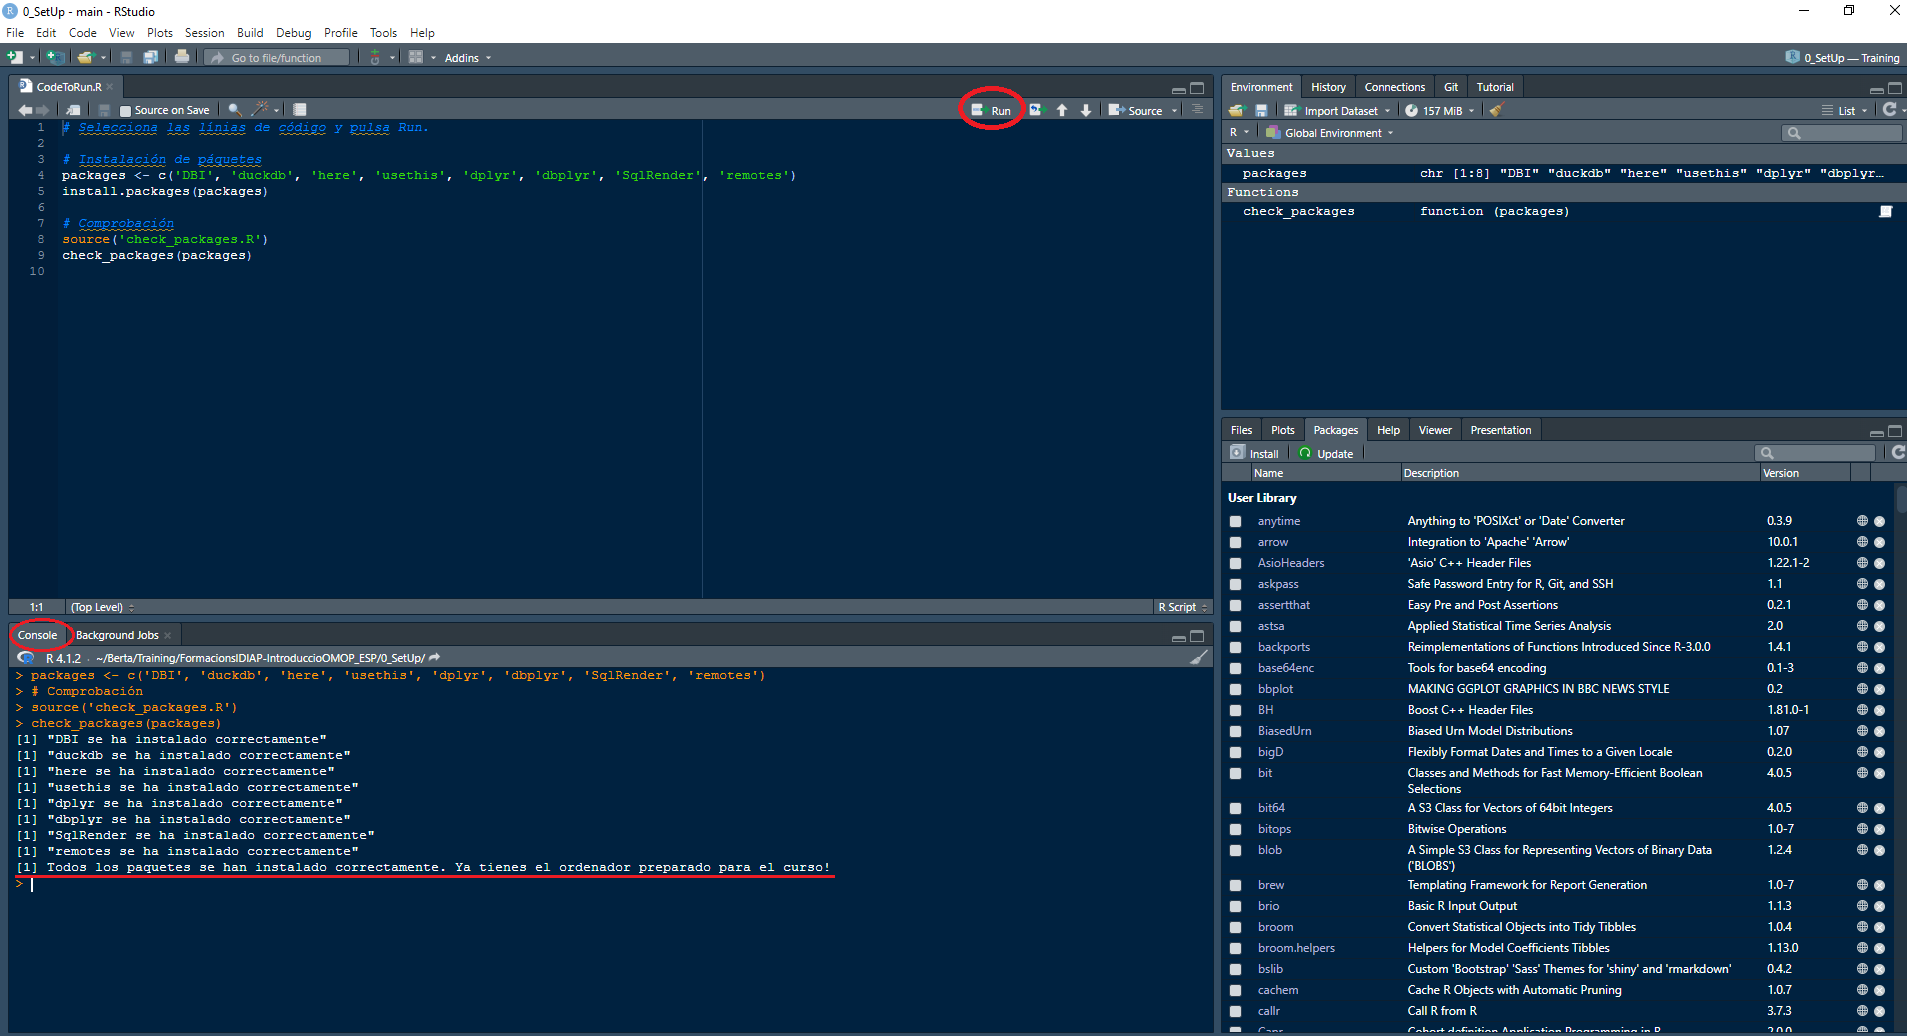 0_SetUp - main - RStudio
File Edit Code View Plots Session Build Debug Profile Tools Help
Go to file/function Addins 0_SetUp — Training
CodeToRun.R
Source on Save Run Source
1 # Selecciona las línias de código y pulsa Run.
2
3 # Instalación de páquetes
4 packages <- c('DBI', 'duckdb', 'here', 'usethis', 'dplyr', 'dbplyr', 'SqlRender', 'remotes')
5 install.packages(packages)
6
7 # Comprobación
8 source('check_packages.R')
9 check_packages(packages)
10
1:1 (Top Level) R Script
Console Background Jobs
R 4.1.2 · ~/Berta/Training/FormacionsIDIAP-IntroduccioOMOP_ESP/0_SetUp/
> packages <- c('DBI', 'duckdb', 'here', 'usethis', 'dplyr', 'dbplyr', 'SqlRender', 'remotes')
> # Comprobación
> source('check_packages.R')
> check_packages(packages)
[1] "DBI se ha instalado correctamente"
[1] "duckdb se ha instalado correctamente"
[1] "here se ha instalado correctamente"
[1] "usethis se ha instalado correctamente"
[1] "dplyr se ha instalado correctamente"
[1] "dbplyr se ha instalado correctamente"
[1] "SqlRender se ha instalado correctamente"
[1] "remotes se ha instalado correctamente"
[1] Todos los paquetes se han instalado correctamente. Ya tienes el ordenador preparado para el curso!
>
Environment History Connections Git Tutorial
Import Dataset 157 MiB List
R Global Environment
Values
packages chr [1:8] "DBI" "duckdb" "here" "usethis" "dplyr" "dbplyr…
Functions
check_packages function (packages)
Files Plots Packages Help Viewer Presentation
Install Update
Name Description Version
User Library
anytime Anything to 'POSIXct' or 'Date' Converter 0.3.9
arrow Integration to 'Apache' 'Arrow' 10.0.1
AsioHeaders 'Asio' C++ Header Files 1.22.1-2
askpass Safe Password Entry for R, Git, and SSH 1.1
assertthat Easy Pre and Post Assertions 0.2.1
astsa Applied Statistical Time Series Analysis 2.0
backports Reimplementations of Functions Introduced Since R-3.0.0 1.4.1
base64enc Tools for base64 encoding 0.1-3
bbplot MAKING GGPLOT GRAPHICS IN BBC NEWS STYLE 0.2
BH Boost C++ Header Files 1.81.0-1
BiasedUrn Biased Urn Model Distributions 1.07
bigD Flexibly Format Dates and Times to a Given Locale 0.2.0
bit Classes and Methods for Fast Memory-Efficient Boolean 4.0.5
Selections
bit64 A S3 Class for Vectors of 64bit Integers 4.0.5
bitops Bitwise Operations 1.0-7
blob A Simple S3 Class for Representing Vectors of Binary Data 1.2.4
('BLOBS')
brew Templating Framework for Report Generation 1.0-7
brio Basic R Input Output 1.1.3
broom Convert Statistical Objects into Tidy Tibbles 1.0.4
broom.helpers Helpers for Model Coefficients Tibbles 1.13.0
bslib Custom 'Bootstrap' 'Sass' Themes for 'shiny' and 'rmarkdown' 0.4.2
cachem Cache R Objects with Automatic Pruning 1.0.7
callr Call R from R 3.7.3
Capr Cohort definition Application Programming in R 2.0.0